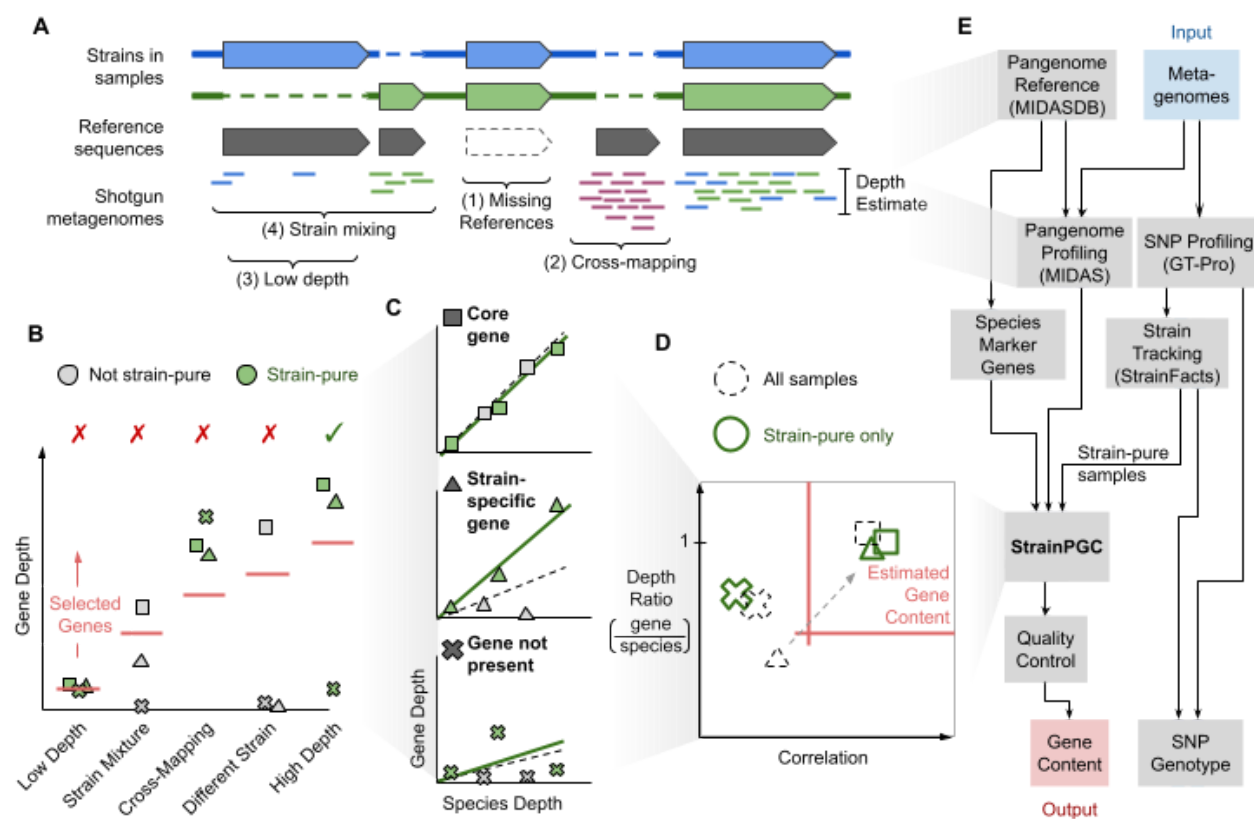 A
Strains in
samples
Reference
sequences
Shotgun
metagenomes
(1) Missing
References
Depth
Estimate
(4) Strain mixing
(2) Cross-mapping
(3) Low depth
B
Not strain-pure
Strain-pure
✗ ✗ ✗ ✗ ✓
Gene Depth
Selected
Genes
Low Depth
Strain Mixture
Cross-Mapping
Different Strain
High Depth
C
Core
gene
Strain-
specific
gene
Gene not
present
Gene Depth
Species Depth
D
All samples
Strain-pure only
1
Depth
Ratio
(gene
species)
Estimated
Gene
Content
Correlation
E
Input
Pangenome
Reference
(MIDASDB)
Meta-
genomes
Pangenome
Profiling
(MIDAS)
SNP Profiling
(GT-Pro)
Species
Marker
Genes
Strain
Tracking
(StrainFacts)
Strain-pure
samples
StrainPGC
Quality
Control
Gene
Content
SNP
Genotype
Output